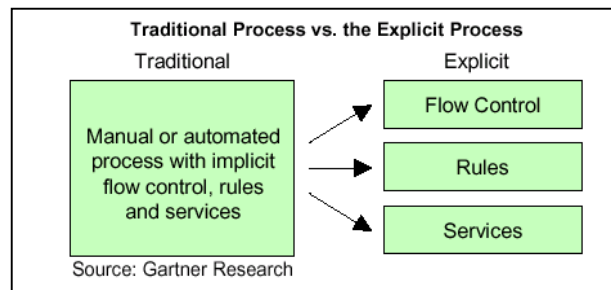 Traditional Process vs. the Explicit Process
Traditional
Explicit
Manual or automated
process with implicit
flow control, rules
and services
Flow Control
Rules
Services
Source: Gartner Research